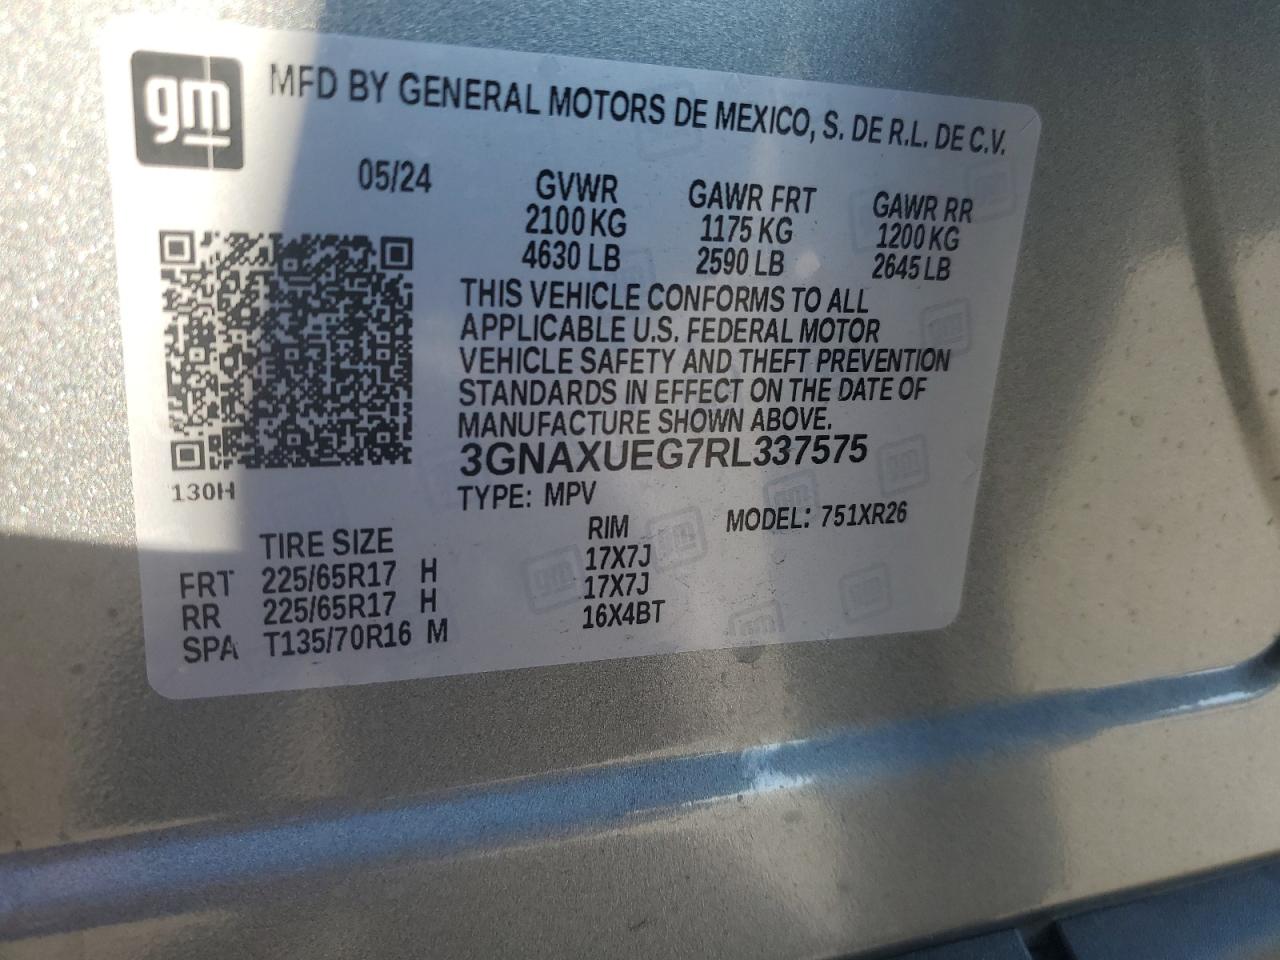 gm
MFD BY GENERAL MOTORS DE MEXICO, S. DE R.L. DE C.V.
05/24
GVWR GAWR FRT GAWR RR
2100 KG 1175 KG 1200 KG
4630 LB 2590 LB 2645 LB
THIS VEHICLE CONFORMS TO ALL
APPLICABLE U.S. FEDERAL MOTOR
VEHICLE SAFETY AND THEFT PREVENTION
STANDARDS IN EFFECT ON THE DATE OF
MANUFACTURE SHOWN ABOVE.
3GNAXUEG7RL337575
130H
TYPE: MPV
MODEL: 751XR26
TIRE SIZE RIM
FRT 225/65R17 H 17X7J
RR 225/65R17 H 17X7J
SPA T135/70R16 M 16X4BT